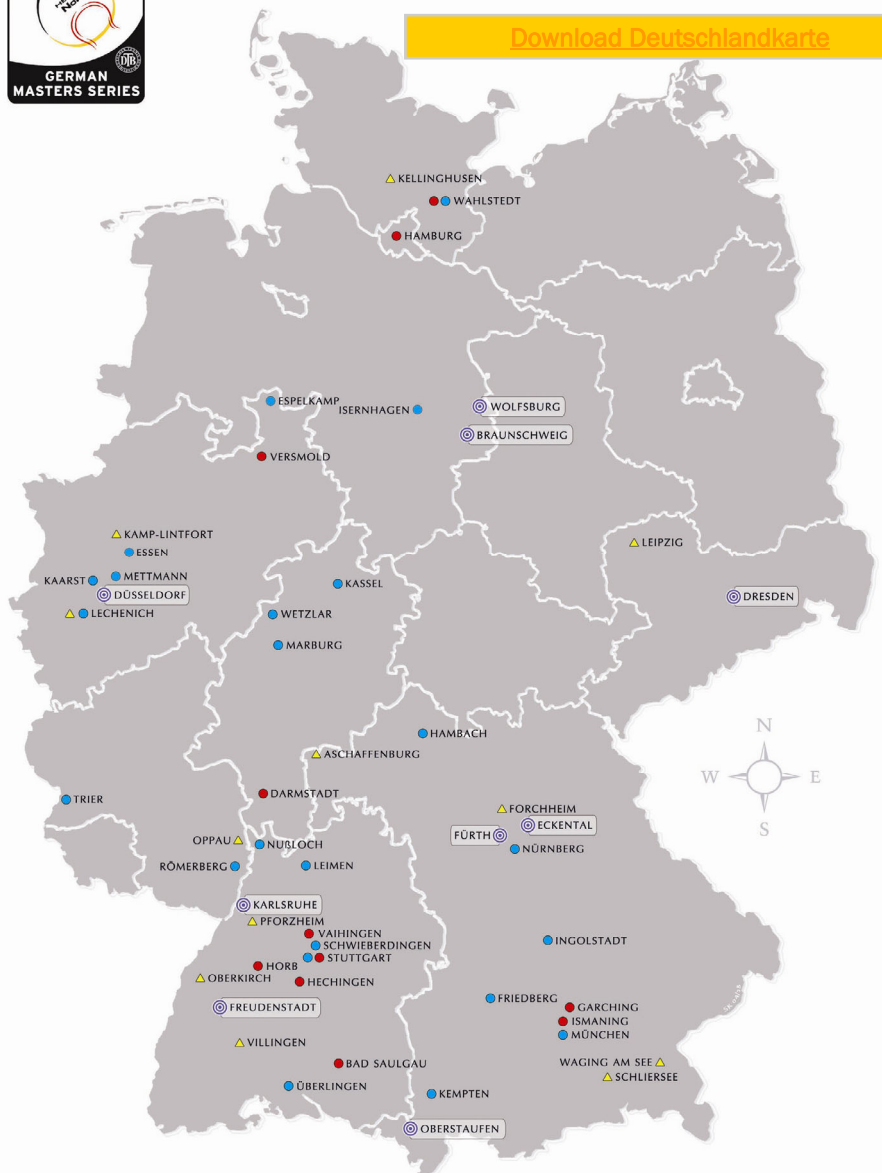 GERMAN
MASTERS SERIES
DTB
Download Deutschlandkarte
KELLINGHUSEN
WAHLSTEDT
HAMBURG
ESPELKAMP
ISERNHAGEN
WOLFSBURG
BRAUNSCHWEIG
VERSMOLD
KAMP-LINTFORT
ESSEN
LEIPZIG
KAARST
METTMANN
KASSEL
DÜSSELDORF
DRESDEN
LECHENICH
WETZLAR
MARBURG
HAMBACH
ASCHAFFENBURG
N
W
E
S
TRIER
DARMSTADT
FORCHHEIM
ECKENTAL
FÜRTH
OPPAU
NUßLOCH
NÜRNBERG
RÖMERBERG
LEIMEN
KARLSRUHE
PFORZHEIM
VAIHINGEN
SCHWIEBERDINGEN
INGOLSTADT
STUTTGART
HORB
OBERKIRCH
HECHINGEN
FRIEDBERG
FREUDENSTADT
GARCHING
ISMANING
MÜNCHEN
VILLINGEN
WAGING AM SEE
BAD SAULGAU
SCHLIERSEE
ÜBERLINGEN
KEMPTEN
OBERSTAUFEN